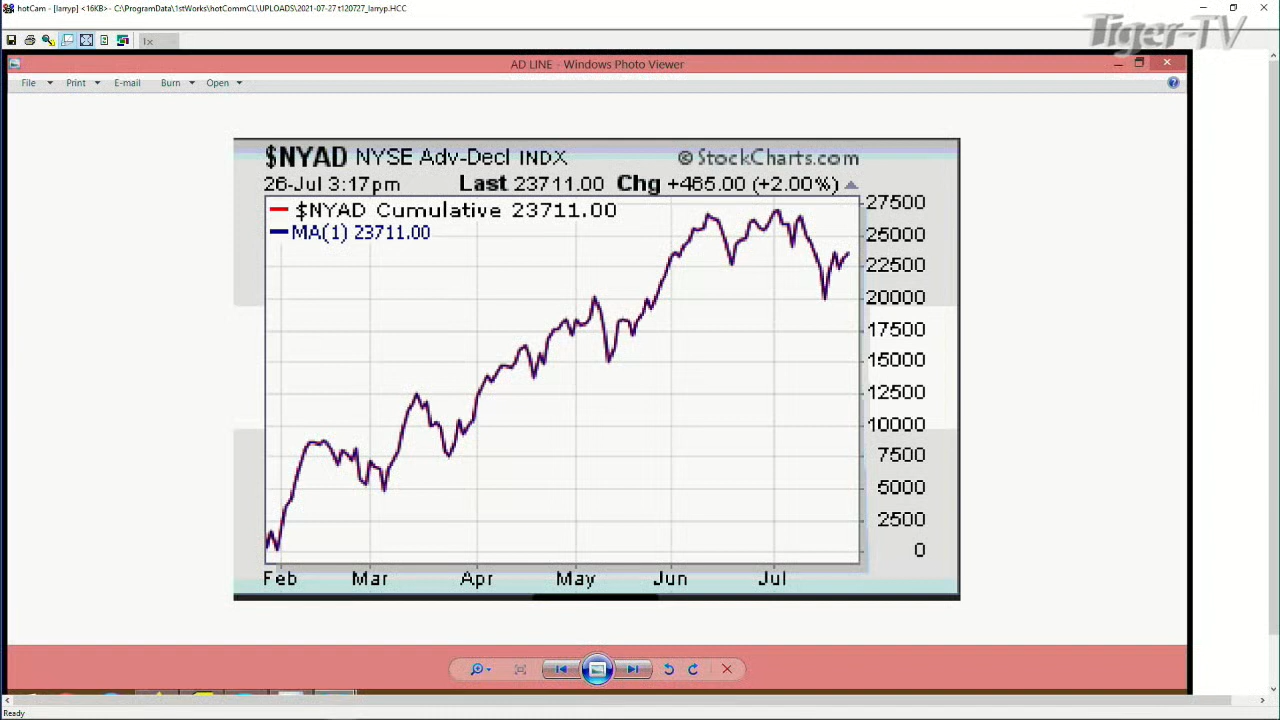 hotCam - [larryp] <16KB> - C:\ProgramData\1stWorks\hotCommCL\UPLOADS\2021-07-27 t120727_larryp.HCC
Tiger-TV
1x
AD LINE - Windows Photo Viewer
File Print E-mail Burn Open
$NYAD NYSE Adv-Decl INDX © StockCharts.com
26-Jul 3:17pm Last 23711.00 Chg +465.00 (+2.00%)
$NYAD Cumulative 23711.00
MA(1) 23711.00
27500
25000
22500
20000
17500
15000
12500
10000
7500
5000
2500
0
Feb Mar Apr May Jun Jul
Ready